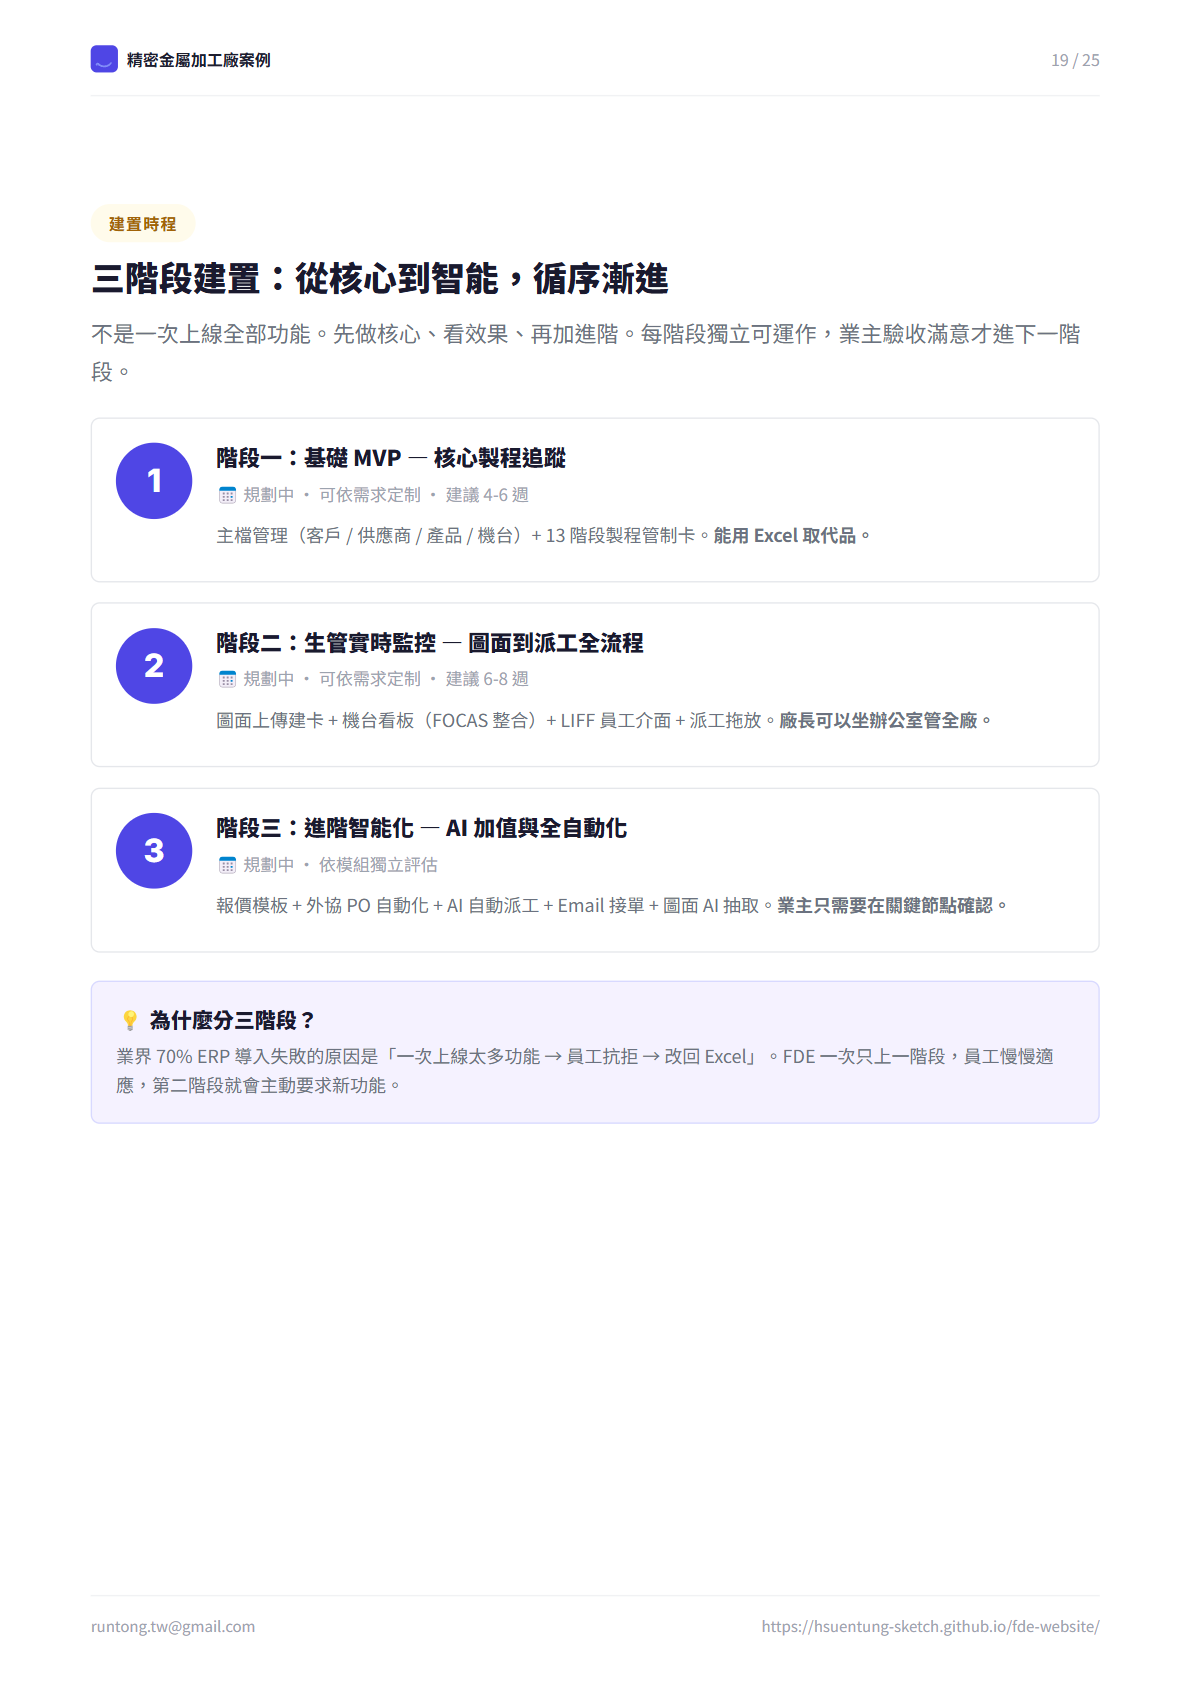 精密金屬加工廠案例
19 / 25
建置時程
三階段建置：從核心到智能，循序漸進
不是一次上線全部功能。先做核心、看效果、再加進階。每階段獨立可運作，業主驗收滿意才進下一階
段。
1
階段一：基礎 MVP — 核心製程追蹤
規劃中 · 可依需求定制 · 建議 4-6 週
主檔管理（客戶 / 供應商 / 產品 / 機台）+ 13 階段製程管制卡。能用 Excel 取代品。
2
階段二：生管實時監控 — 圖面到派工全流程
規劃中 · 可依需求定制 · 建議 6-8 週
圖面上傳建卡 + 機台看板（FOCAS 整合）+ LIFF 員工介面 + 派工拖放。廠長可以坐辦公室管全廠。
3
階段三：進階智能化 — AI 加值與全自動化
規劃中 · 依模組獨立評估
報價模板 + 外協 PO 自動化 + AI 自動派工 + Email 接單 + 圖面 AI 抽取。業主只需要在關鍵節點確認。
💡 為什麼分三階段？
業界 70% ERP 導入失敗的原因是「一次上線太多功能 → 員工抗拒 → 改回 Excel」。FDE 一次只上一階段，員工慢慢適
應，第二階段就會主動要求新功能。
runtong.tw@gmail.com
https://hsuentung-sketch.github.io/fde-website/